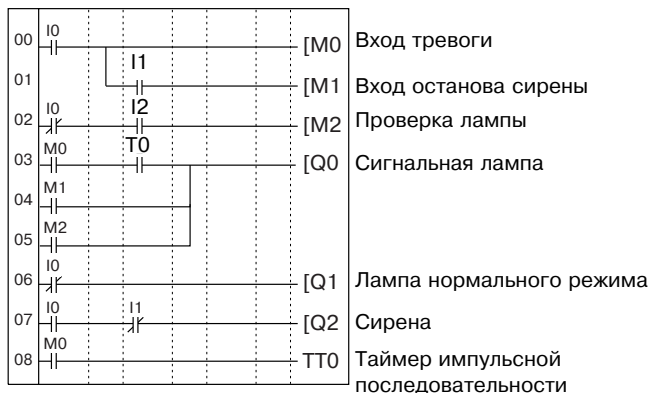 00 I0 [M0 Вход тревоги
01 I1 [M1 Вход останова сирены
02 I0 I2 [M2 Проверка лампы
03 M0 T0 [Q0 Сигнальная лампа
04 M1
05 M2
06 I0 [Q1 Лампа нормального режима
07 I0 I1 [Q2 Сирена
08 M0 TT0 Таймер импульсной
последовательности